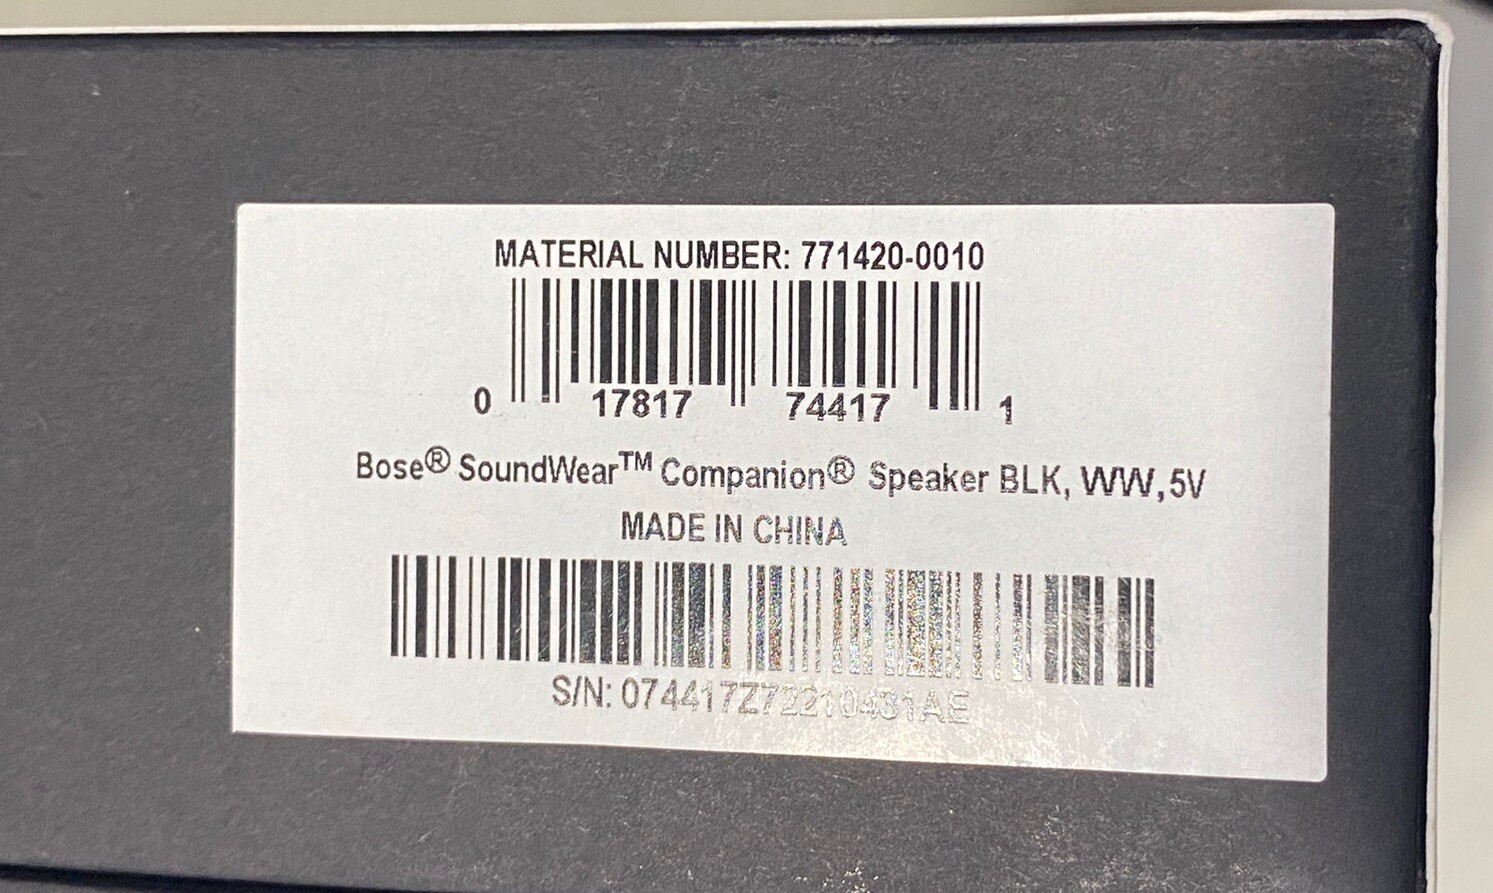 MATERIAL NUMBER: 771420-0010
0 17817 74417 1
Bose® SoundWear™ Companion® Speaker BLK, WW,5V
MADE IN CHINA
S/N: 074417Z72210431AE